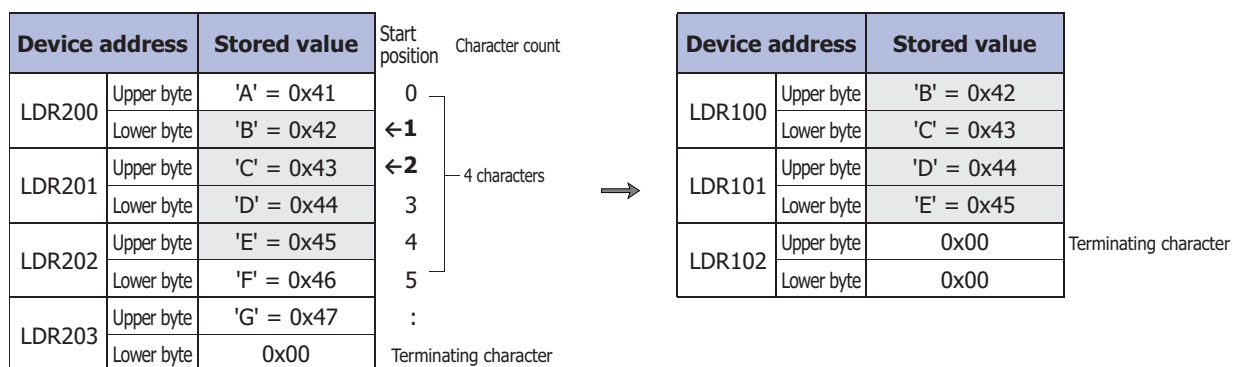 Device address Stored value Start position Character count
LDR200 Upper byte 'A' = 0x41 0
Lower byte 'B' = 0x42 ←1
LDR201 Upper byte 'C' = 0x43 ←2
4 characters
Lower byte 'D' = 0x44 3
LDR202 Upper byte 'E' = 0x45 4
Lower byte 'F' = 0x46 5
LDR203 Upper byte 'G' = 0x47 :
Lower byte 0x00 Terminating character
→
Device address Stored value
LDR100 Upper byte 'B' = 0x42
Lower byte 'C' = 0x43
LDR101 Upper byte 'D' = 0x44
Lower byte 'E' = 0x45
LDR102 Upper byte 0x00 Terminating character
Lower byte 0x00